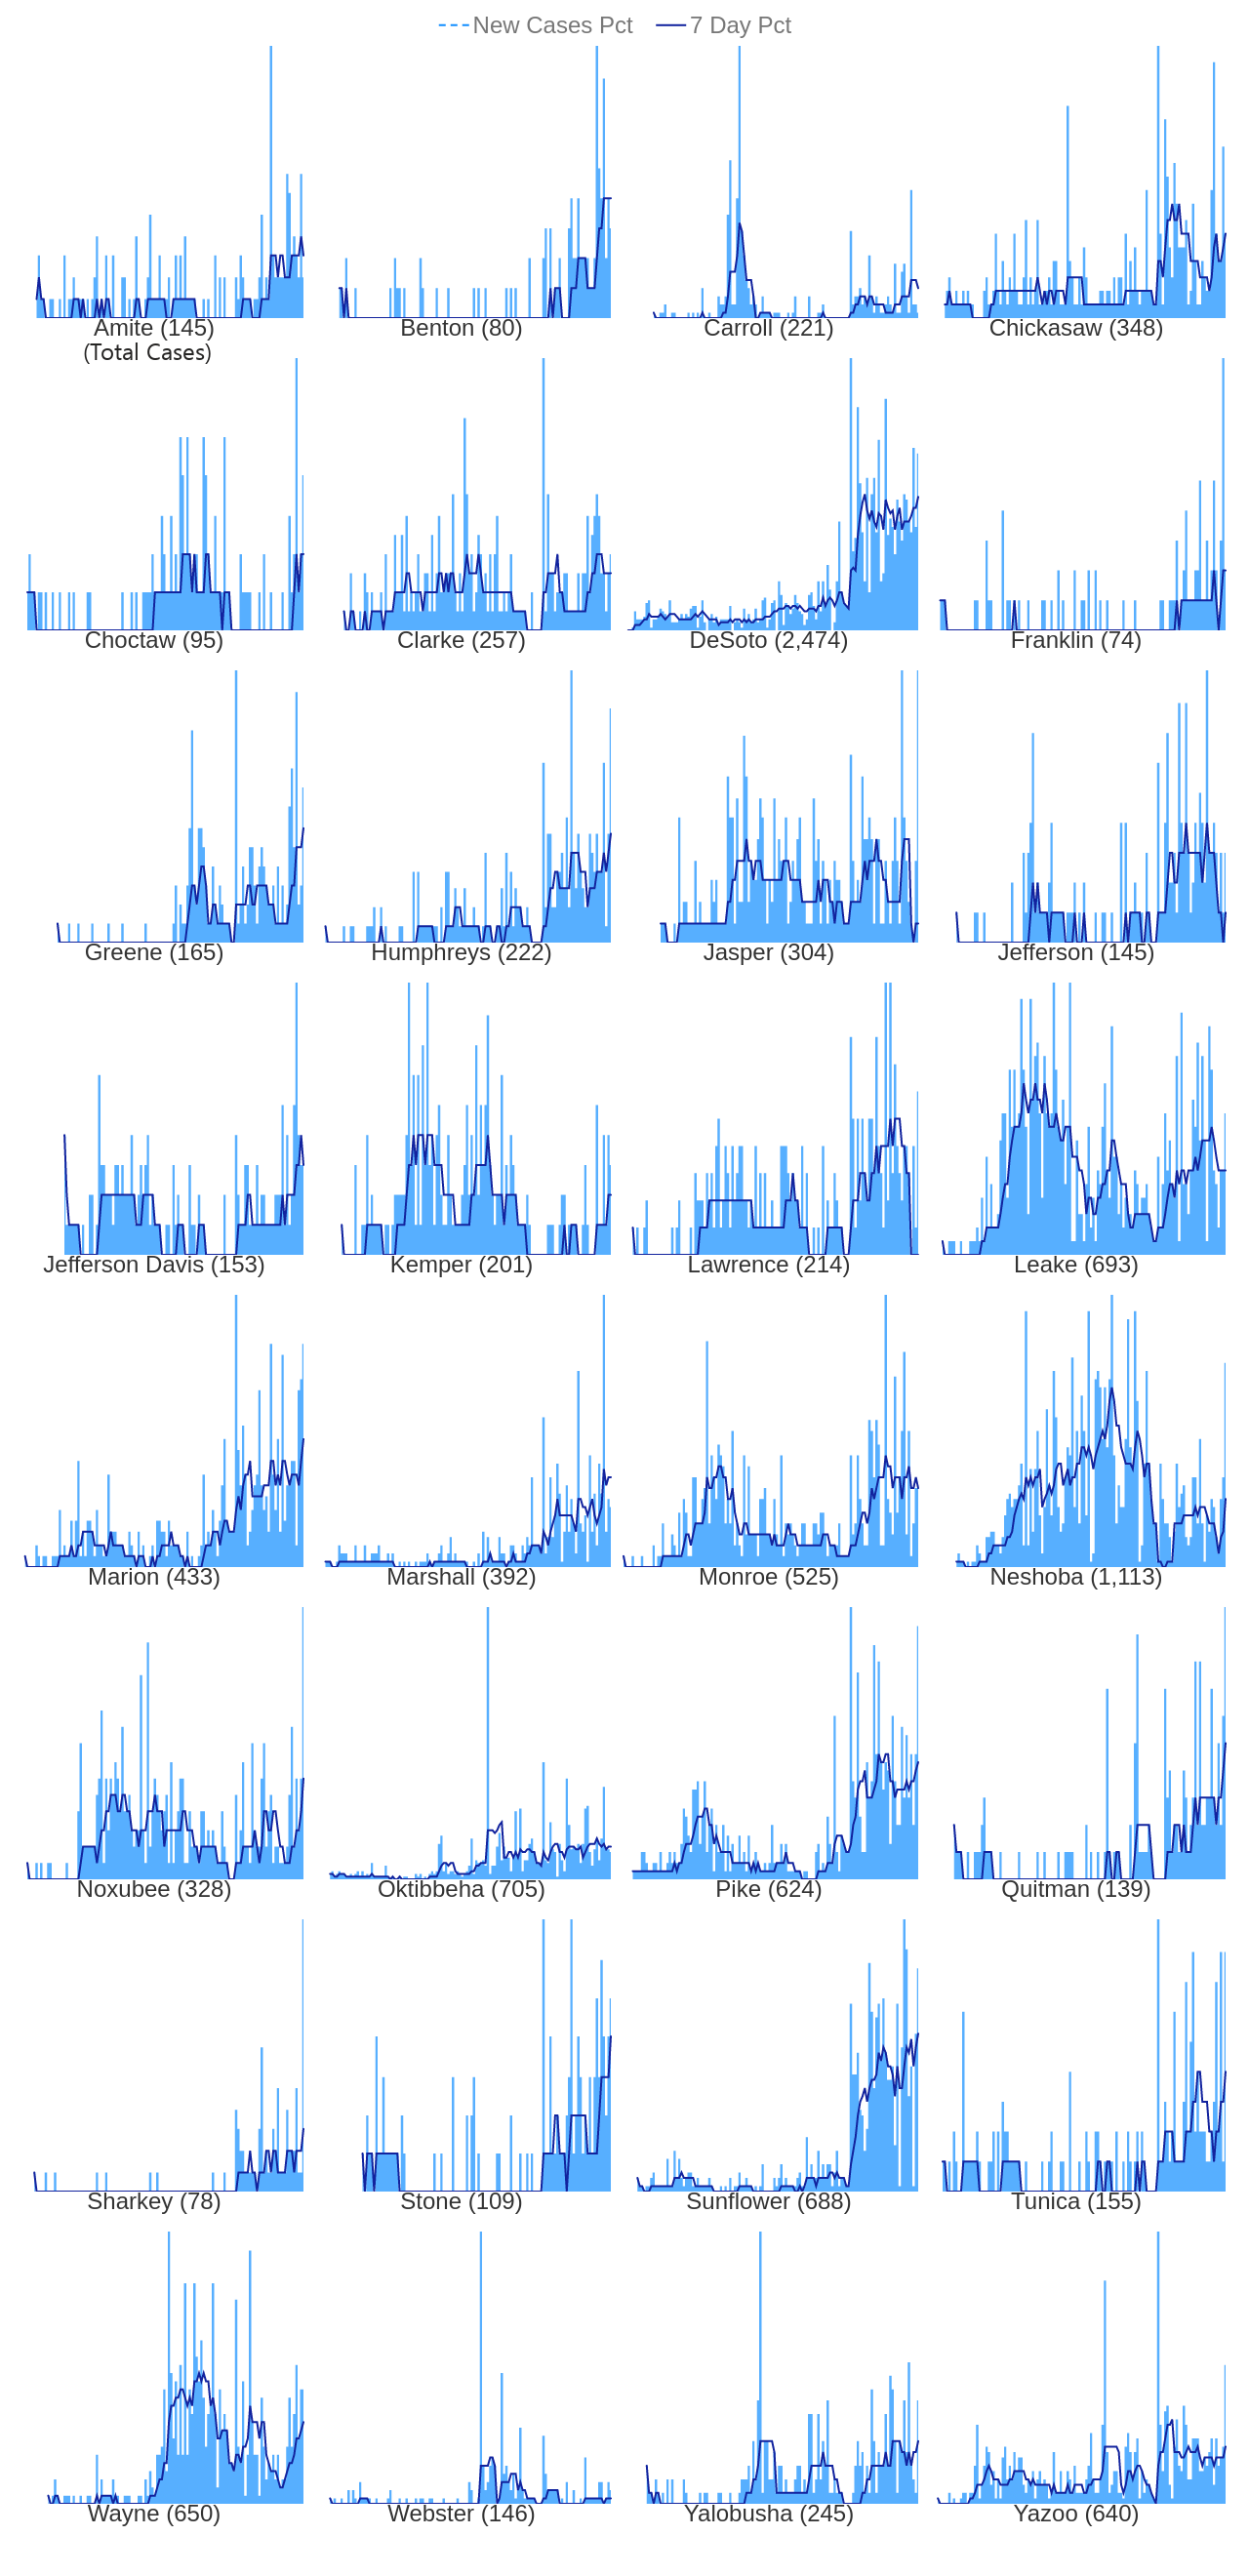 New Cases Pct 7 Day Pct
Amite (145) Benton (80) Carroll (221) Chickasaw (348)
(Total Cases)
Choctaw (95) Clarke (257) DeSoto (2,474) Franklin (74)
Greene (165) Humphreys (222) Jasper (304) Jefferson (145)
Jefferson Davis (153) Kemper (201) Lawrence (214) Leake (693)
Marion (433) Marshall (392) Monroe (525) Neshoba (1,113)
Noxubee (328) Oktibbeha (705) Pike (624) Quitman (139)
Sharkey (78) Stone (109) Sunflower (688) Tunica (155)
Wayne (650) Webster (146) Yalobusha (245) Yazoo (640)